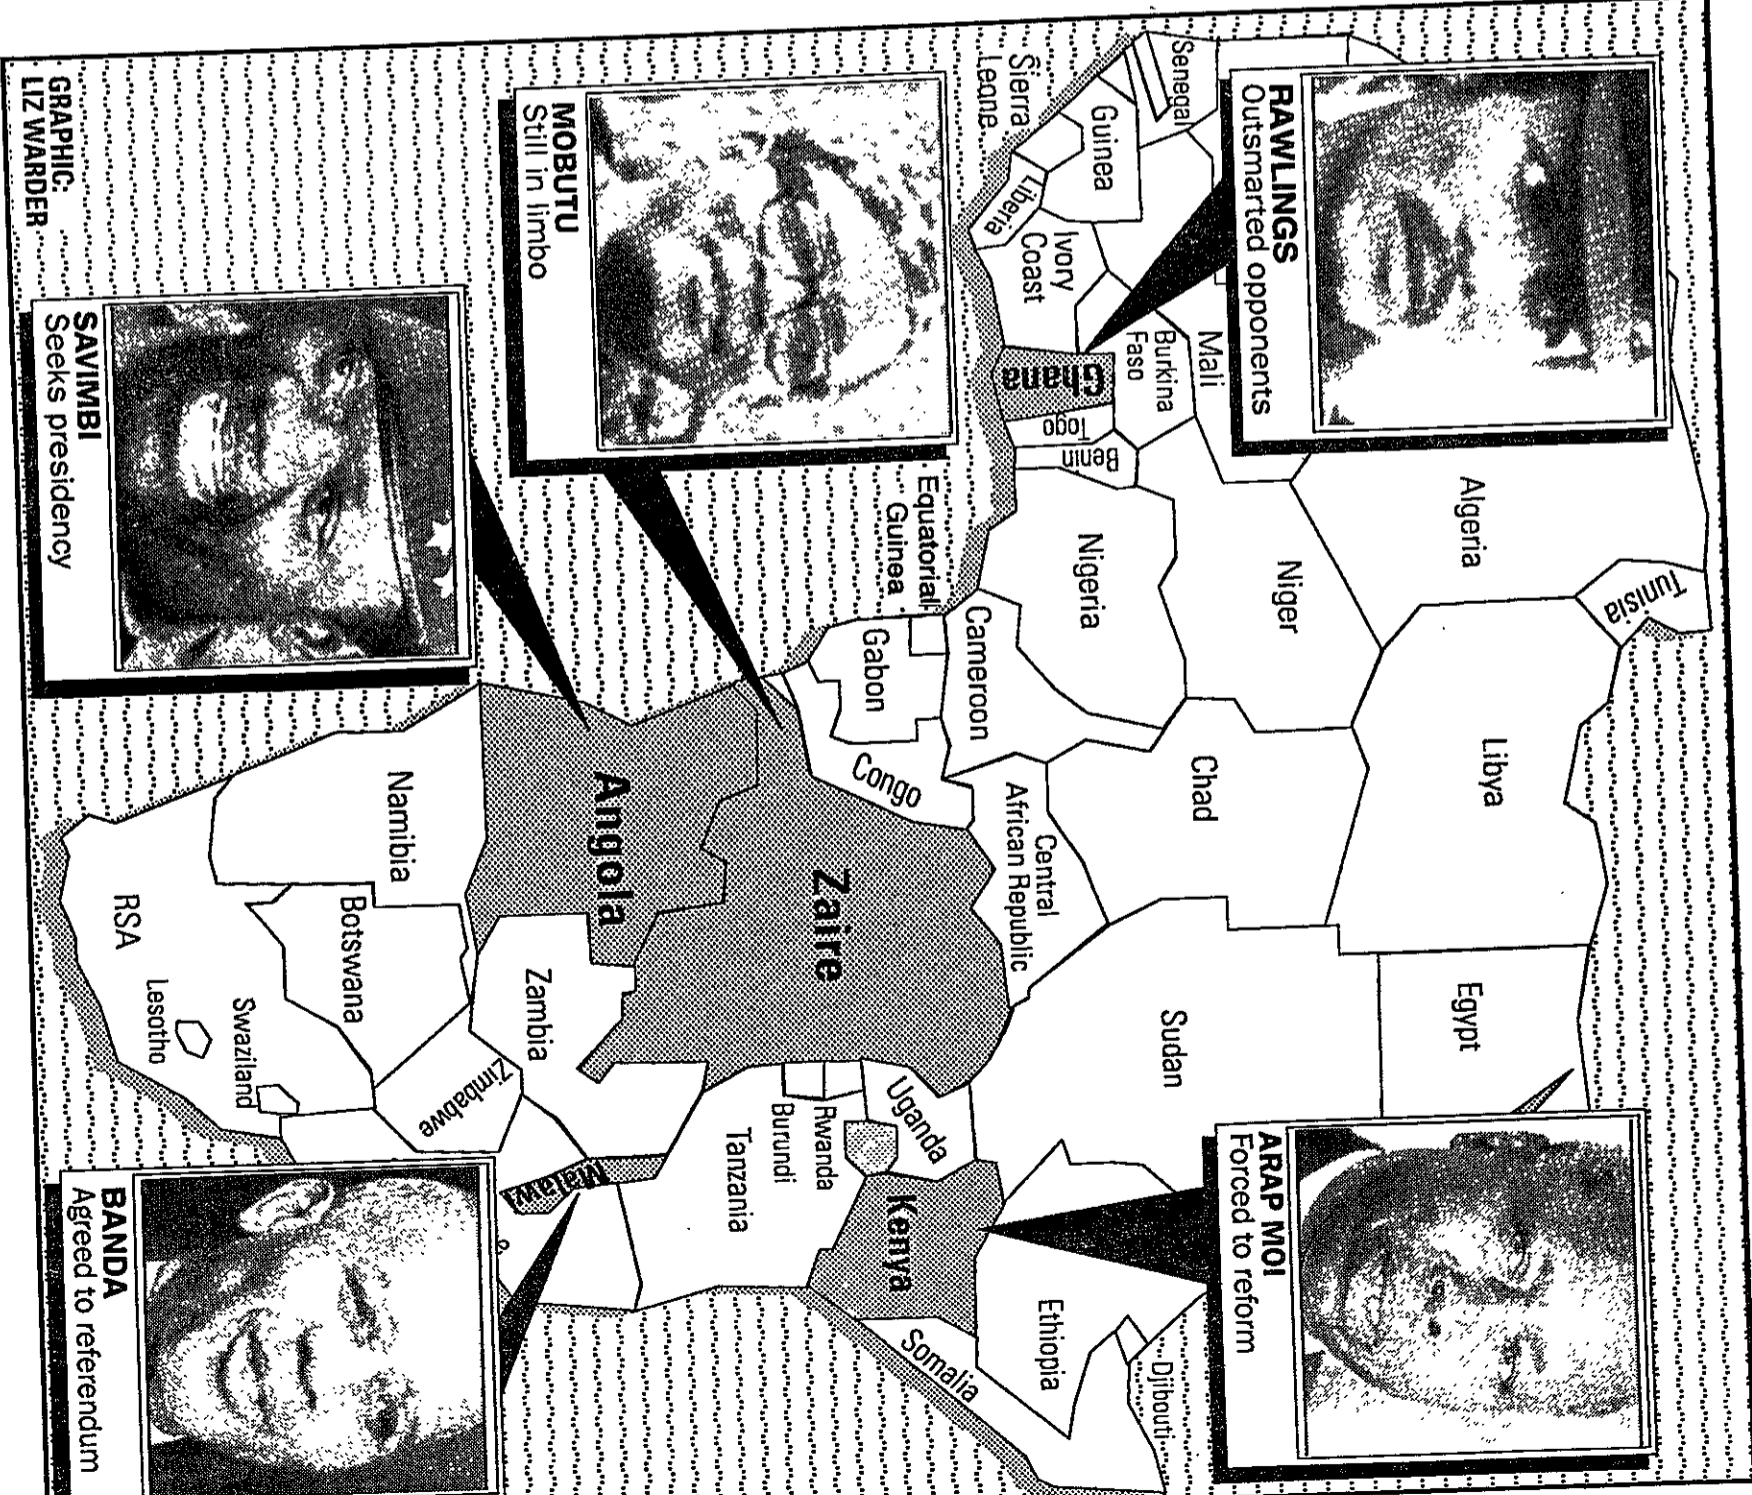 RAWLINGS
Outsmarted opponents
ARAP MOI
Forced to reform
MOBUTU
Still in limbo
SAVIMBI
Seeks presidency
BANDA
Agreed to referendum
Tunisia
Algeria
Libya
Egypt
Senegal
Mali
Niger
Chad
Sudan
Guinea
Burkina
Faso
Sierra
Leone
Liberia
Ivory
Coast
Ghana
Togo
Benin
Nigeria
Cameroon
Central
African Republic
Djibouti
Ethiopia
Somalia
Equatorial
Guinea
Gabon
Congo
Zaire
Uganda
Kenya
Rwanda
Burundi
Tanzania
Angola
Zambia
Malawi
Namibia
Botswana
Zimbabwe
RSA
Swaziland
Lesotho
GRAPHIC:
LIZ WARDER